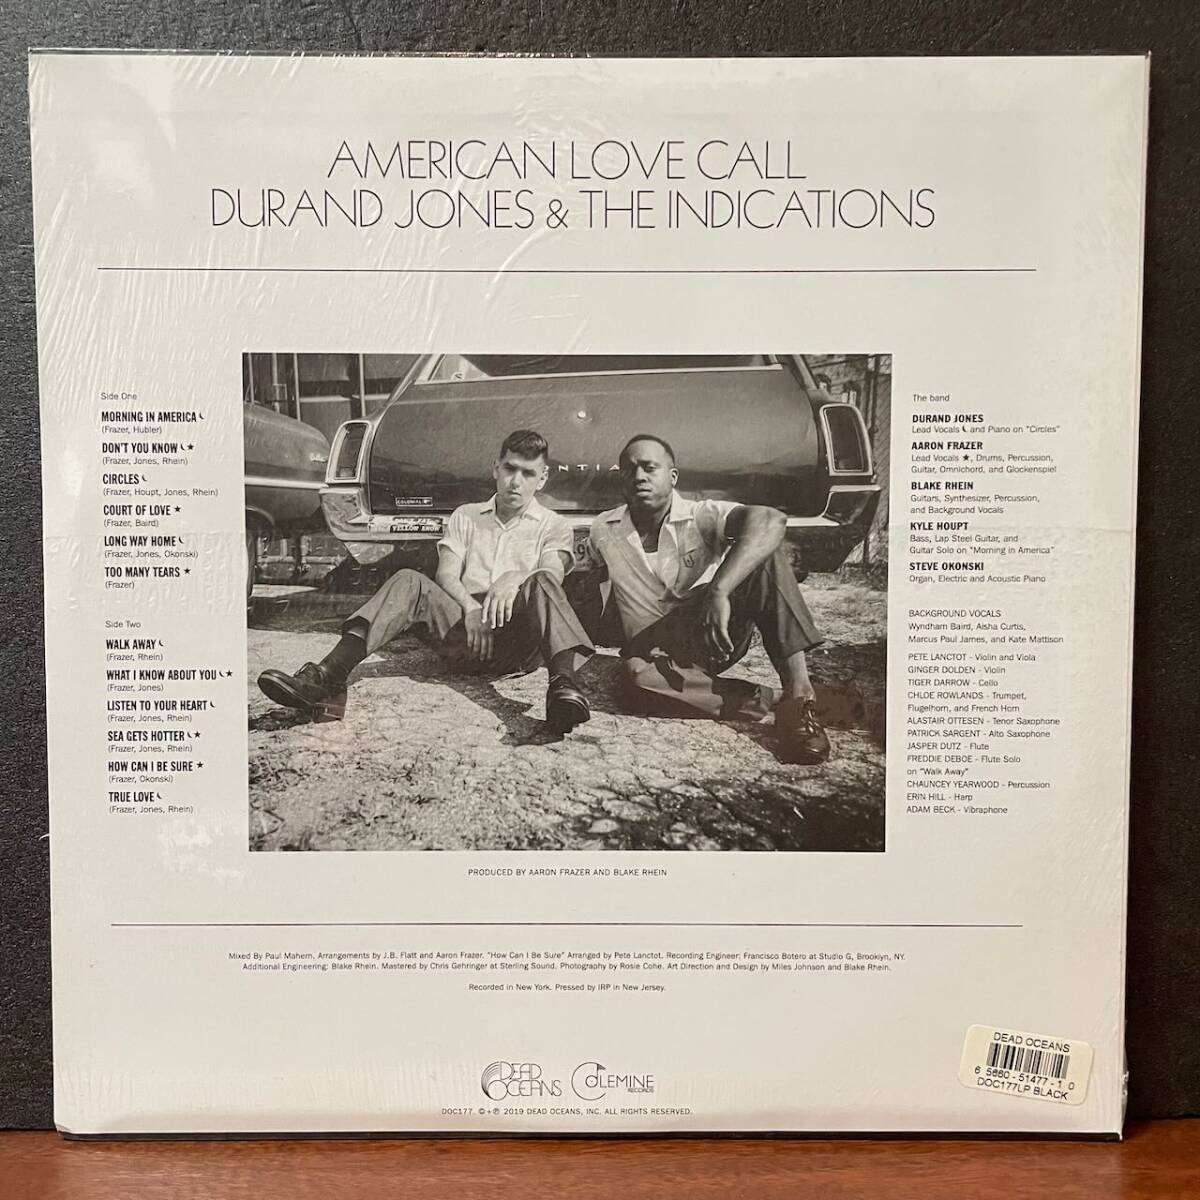 AMERICAN LOVE CALL
DURAND JONES & THE INDICATIONS
Side One
MORNING IN AMERICA ⏾
(Frazer, Hubler)
DON'T YOU KNOW ⏾★
(Frazer, Jones, Rhein)
CIRCLES ⏾
(Frazer, Houpt, Jones, Rhein)
COURT OF LOVE ★
(Frazer, Baird)
LONG WAY HOME ⏾
(Frazer, Jones, Okonski)
TOO MANY TEARS ★
(Frazer)
Side Two
WALK AWAY ⏾
(Frazer, Rhein)
WHAT I KNOW ABOUT YOU ⏾★
(Frazer, Jones)
LISTEN TO YOUR HEART ⏾
(Frazer, Jones, Rhein)
SEA GETS HOTTER ⏾★
(Frazer, Jones, Rhein)
HOW CAN I BE SURE ★
(Frazer, Okonski)
TRUE LOVE ⏾
(Frazer, Jones, Rhein)
NTIA
COLONIAL
YELLOW SNOW
The band
DURAND JONES
Lead Vocals ⏾ and Piano on "Circles"
AARON FRAZER
Lead Vocals ★, Drums, Percussion,
Guitar, Omnichord, and Glockenspiel
BLAKE RHEIN
Guitars, Synthesizer, Percussion,
and Background Vocals
KYLE HOUPT
Bass, Lap Steel Guitar, and
Guitar Solo on "Morning in America"
STEVE OKONSKI
Organ, Electric and Acoustic Piano
BACKGROUND VOCALS
Wyndham Baird, Aisha Curtis,
Marcus Paul James, and Kate Mattison
PETE LANCTOT - Violin and Viola
GINGER DOLDEN - Violin
TIGER DARROW - Cello
CHLOE ROWLANDS - Trumpet,
Flugelhorn, and French Horn
ALASTAIR OTTESEN - Tenor Saxophone
PATRICK SARGENT - Alto Saxophone
JASPER DUTZ - Flute
FREDDIE DEBOE - Flute Solo
on "Walk Away"
CHAUNCEY YEARWOOD - Percussion
ERIN HILL - Harp
ADAM BECK - Vibraphone
PRODUCED BY AARON FRAZER AND BLAKE RHEIN
Mixed By Paul Mahern. Arrangements by J.B. Flatt and Aaron Frazer. "How Can I Be Sure" Arranged by Pete Lanctot. Recording Engineer: Francisco Botero at Studio G, Brooklyn, NY.
Additional Engineering: Blake Rhein. Mastered by Chris Gehringer at Sterling Sound. Photography by Rosie Cohe. Art Direction and Design by Miles Johnson and Blake Rhein.
Recorded in New York. Pressed by IRP in New Jersey.
DEAD OCEANS
COLEMINE RECORDS
DOC177. ©+℗ 2019 DEAD OCEANS, INC. ALL RIGHTS RESERVED.
DEAD OCEANS
6 56605-51477-1 0
DOC177LP BLACK